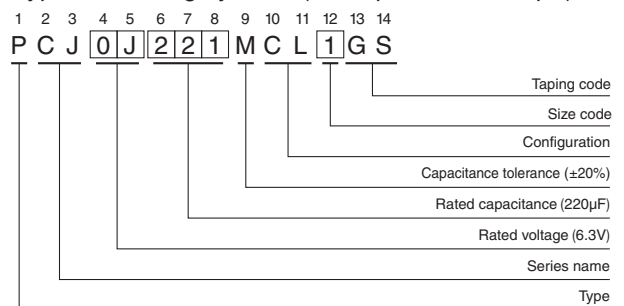 1 2 3 4 5 6 7 8 9 10 11 12 13 14
P C J 0 J 2 2 1 M C L 1 G S
Taping code
Size code
Configuration
Capacitance tolerance (±20%)
Rated capacitance (220µF)
Rated voltage (6.3V)
Series name
Type